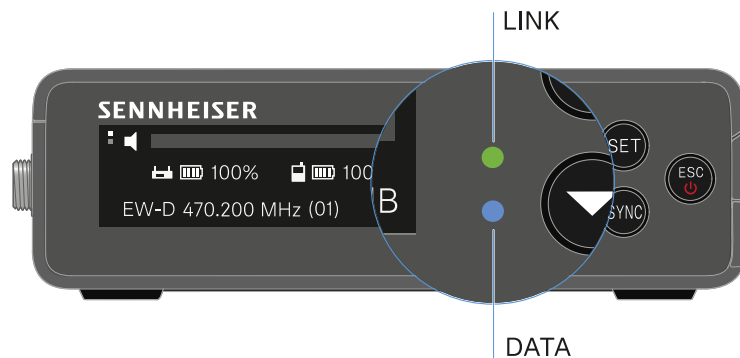 LINK
SENNHEISER
100% 100
EW-D 470.200 MHz (01)
B
SET
SYNC
ESC
DATA